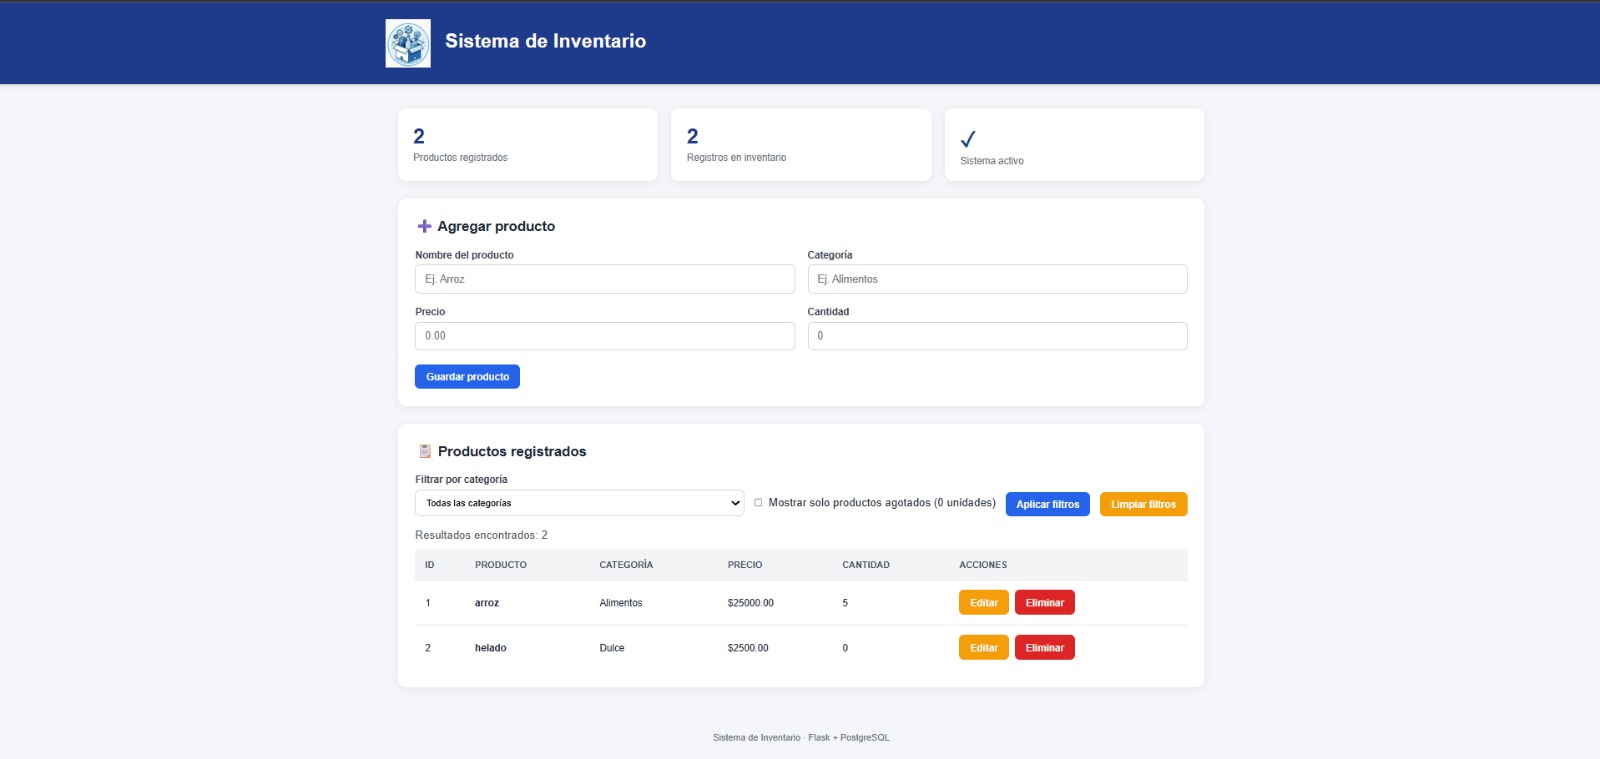 Sistema de Inventario
2
Productos registrados
2
Registros en inventario
✓
Sistema activo
➕ Agregar producto
Nombre del producto
Categoría
Ej. Arroz
Ej. Alimentos
Precio
Cantidad
0.00
0
Guardar producto
📋 Productos registrados
Filtrar por categoría
Todas las categorías
Mostrar solo productos agotados (0 unidades)
Aplicar filtros
Limpiar filtros
Resultados encontrados: 2
ID PRODUCTO CATEGORÍA PRECIO CANTIDAD ACCIONES
1 arroz Alimentos $25000.00 5 Editar Eliminar
2 helado Dulce $2500.00 0 Editar Eliminar
Sistema de Inventario · Flask + PostgreSQL